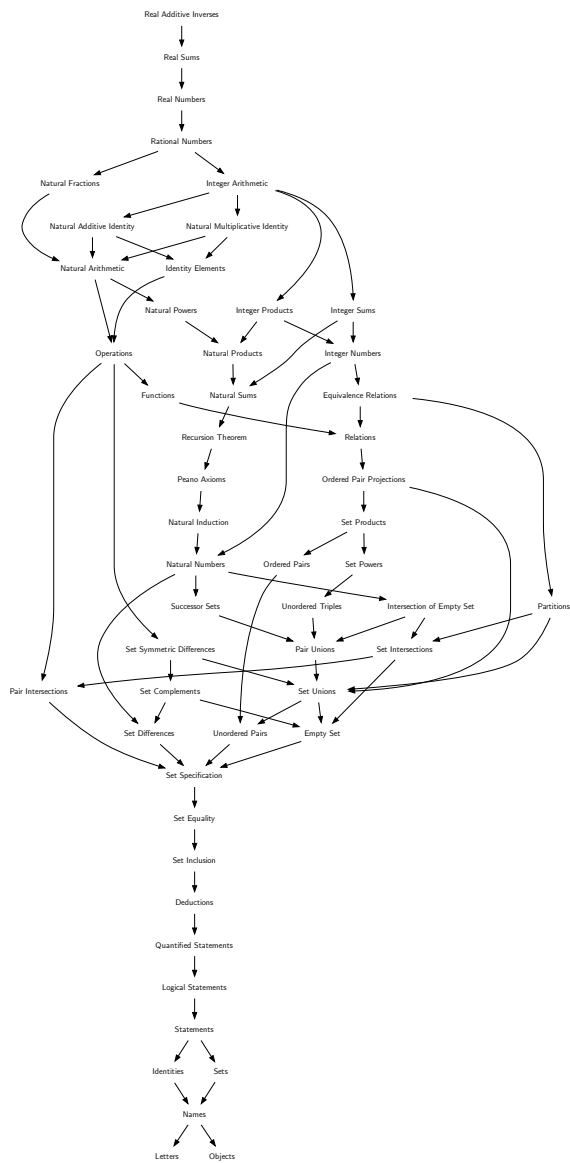 Real Additive Inverses
Real Sums
Real Numbers
Rational Numbers
Natural Fractions
Integer Arithmetic
Natural Additive Identity
Natural Multiplicative Identity
Natural Arithmetic
Identity Elements
Natural Powers
Integer Products
Integer Sums
Operations
Natural Products
Integer Numbers
Functions
Natural Sums
Equivalence Relations
Recursion Theorem
Relations
Peano Axioms
Ordered Pair Projections
Natural Induction
Set Products
Natural Numbers
Ordered Pairs
Set Powers
Successor Sets
Unordered Triples
Intersection of Empty Set
Partitions
Set Symmetric Differences
Pair Unions
Set Intersections
Pair Intersections
Set Complements
Set Unions
Set Differences
Unordered Pairs
Empty Set
Set Specification
Set Equality
Set Inclusion
Deductions
Quantified Statements
Logical Statements
Statements
Identities
Sets
Names
Letters
Objects